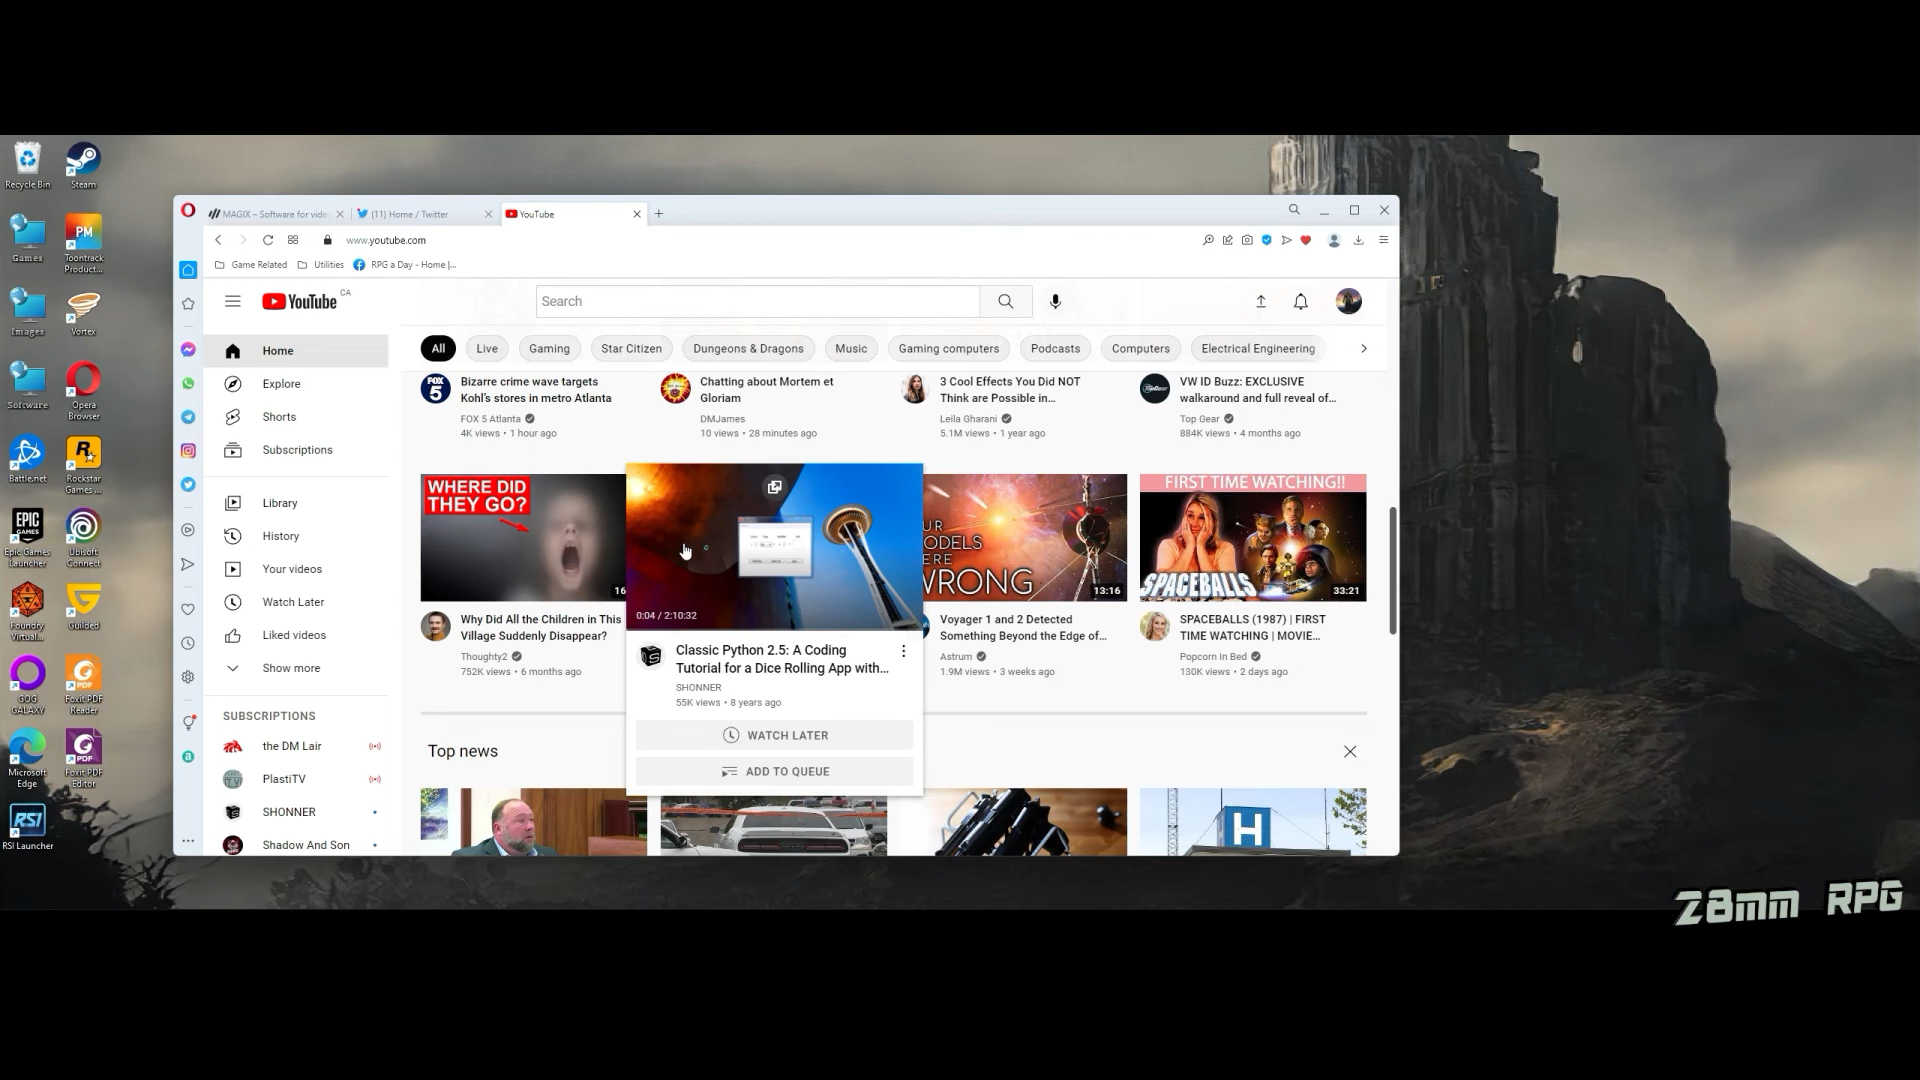 Recycle Bin
Steam
Games
PM
Toontrack
Product...
Images
Vortex
Software
Opera
Browser
Battle.net
Rockstar
Games ...
EPIC
GAMES
Epic Games
Launcher
Ubisoft
Connect
Foundry
Virtual...
Guilded
GOG
GALAXY
Foxit PDF
Reader
Microsoft
Edge
Foxit PDF
Editor
RSI
RSI Launcher
MAGIX – Software for vide
(11) Home / Twitter
YouTube
www.youtube.com
Game Related
Utilities
RPG a Day - Home |...
YouTube CA
Search
Home
Explore
Shorts
Subscriptions
Library
History
Your videos
Watch Later
Liked videos
Show more
SUBSCRIPTIONS
the DM Lair
PlastiTV
SHONNER
Shadow And Son
All
Live
Gaming
Star Citizen
Dungeons & Dragons
Music
Gaming computers
Podcasts
Computers
Electrical Engineering
FOX 5
Bizarre crime wave targets
Kohl's stores in metro Atlanta
FOX 5 Atlanta
4K views • 1 hour ago
Chatting about Mortem et
Gloriam
DMJames
10 views • 28 minutes ago
3 Cool Effects You Did NOT
Think are Possible in...
Leila Gharani
5.1M views • 1 year ago
VW ID Buzz: EXCLUSIVE
walkaround and full reveal of...
Top Gear
884K views • 4 months ago
WHERE DID
THEY GO?
16
Why Did All the Children in This
Village Suddenly Disappear?
Thoughty2
752K views • 6 months ago
0:04 / 2:10:32
Classic Python 2.5: A Coding
Tutorial for a Dice Rolling App with...
SHONNER
55K views • 8 years ago
WATCH LATER
ADD TO QUEUE
UR
ODELS
ERE
WRONG
13:16
Voyager 1 and 2 Detected
Something Beyond the Edge of...
Astrum
1.9M views • 3 weeks ago
FIRST TIME WATCHING!!
SPACEBALLS
33:21
SPACEBALLS (1987) | FIRST
TIME WATCHING | MOVIE...
Popcorn In Bed
130K views • 2 days ago
Top news
H
28mm RPG